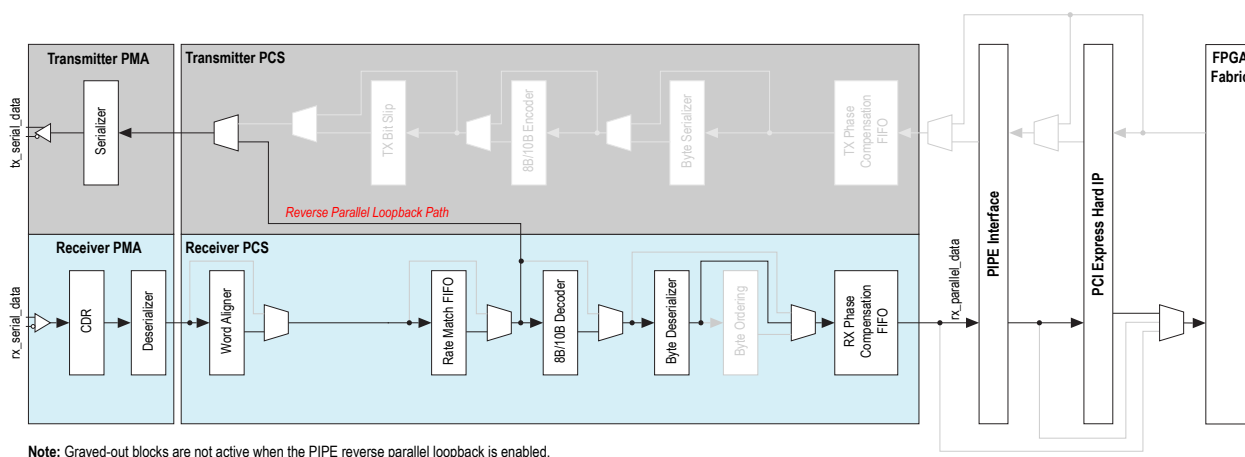 Transmitter PMA
Transmitter PCS
FPGA
Fabric
tx_serial_data
Serializer
TX Bit Slip
8B/10B Encoder
Byte Serializer
TX Phase
Compensation
FIFO
PIPE Interface
PCI Express Hard IP
Reverse Parallel Loopback Path
Receiver PMA
Receiver PCS
rx_serial_data
CDR
Deserializer
Word Aligner
Rate Match FIFO
8B/10B Decoder
Byte Deserializer
Byte Ordering
RX Phase
Compensation
FIFO
rx_parallel_data
Note: Grayed-out blocks are not active when the PIPE reverse parallel loopback is enabled.